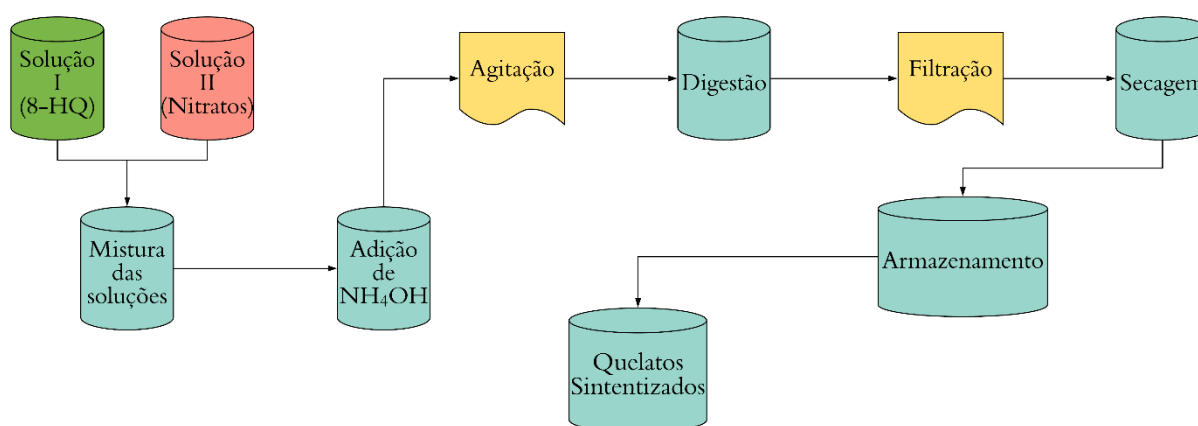 Solução
I
(8-HQ)
Solução
II
(Nitratos)
Agitação
Digestão
Filtração
Secagem
Mistura
das
soluções
Adição
de
NH₄OH
Armazenamento
Quelatos
Sintentizados